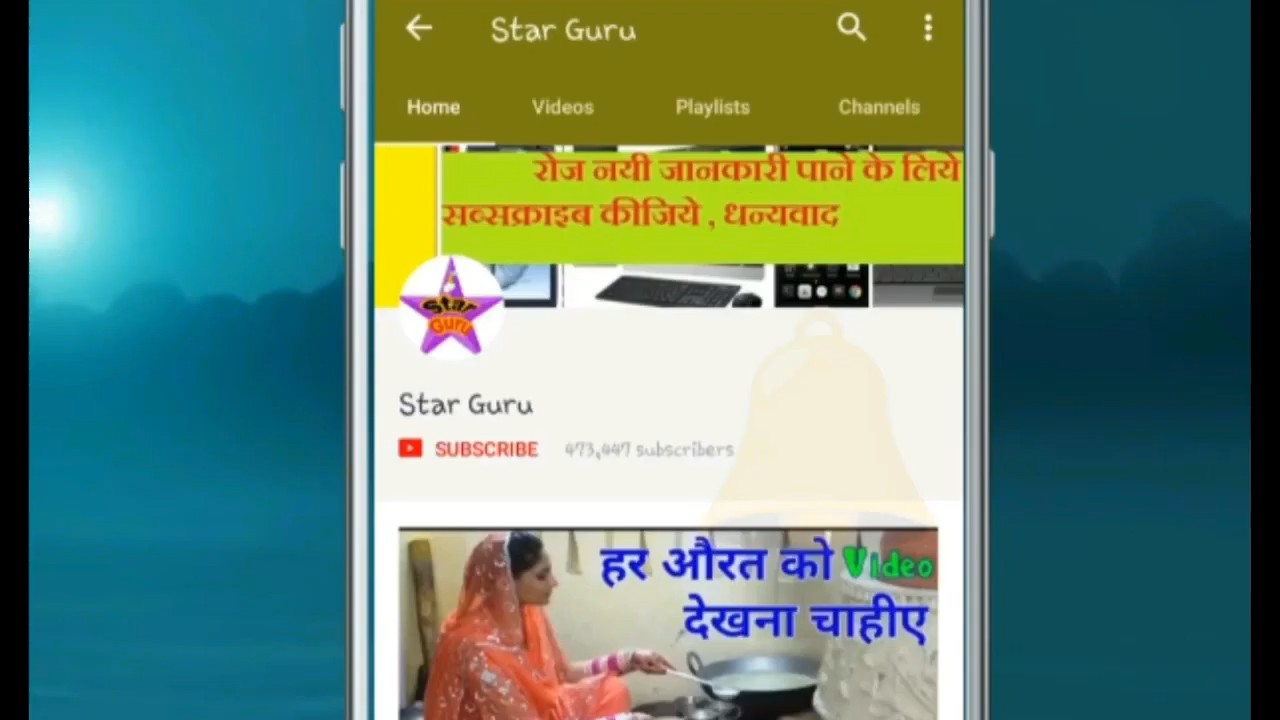 Star Guru
Home Videos Playlists Channels
रोज नयी जानकारी पाने के लिये
सब्सक्राइब कीजिये , धन्यवाद
Star
Guru
Star Guru
SUBSCRIBE 473,447 subscribers
हर औरत को Video
देखना चाहीए